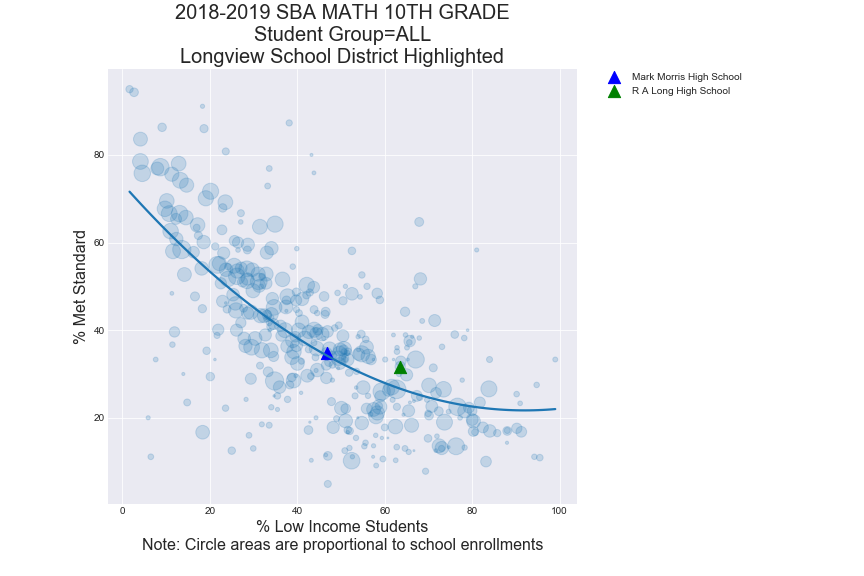 2018-2019 SBA MATH 10TH GRADE
Student Group=ALL
Longview School District Highlighted
Mark Morris High School
R A Long High School
% Met Standard
80
60
40
20
0 20 40 60 80 100
% Low Income Students
Note: Circle areas are proportional to school enrollments